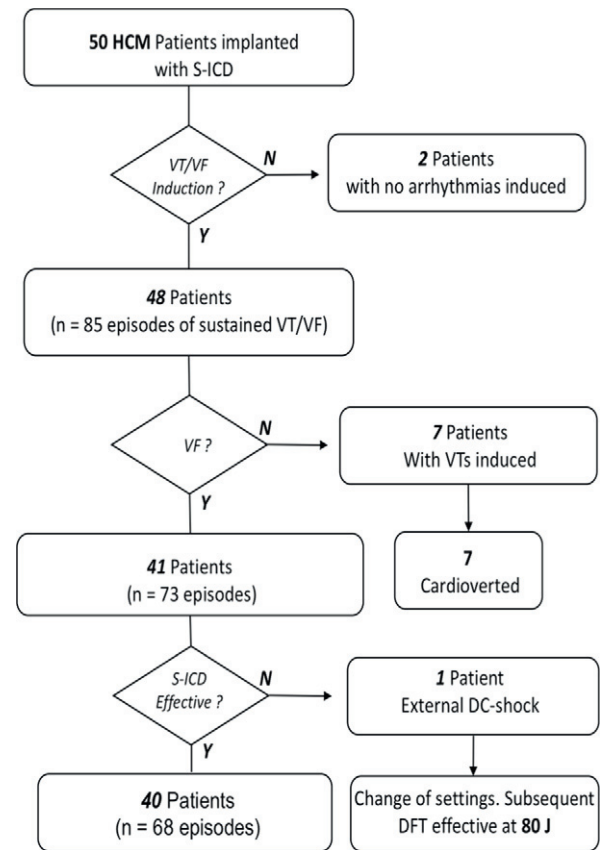 50 HCM Patients implanted
with S-ICD
VT/VF
Induction ?
N
2 Patients
with no arrhythmias induced
Y
48 Patients
(n = 85 episodes of sustained VT/VF)
VF ?
N
7 Patients
With VTs induced
Y
7
Cardioverted
41 Patients
(n = 73 episodes)
S-ICD
Effective ?
N
1 Patient
External DC-shock
Y
40 Patients
(n = 68 episodes)
Change of settings. Subsequent
DFT effective at 80 J